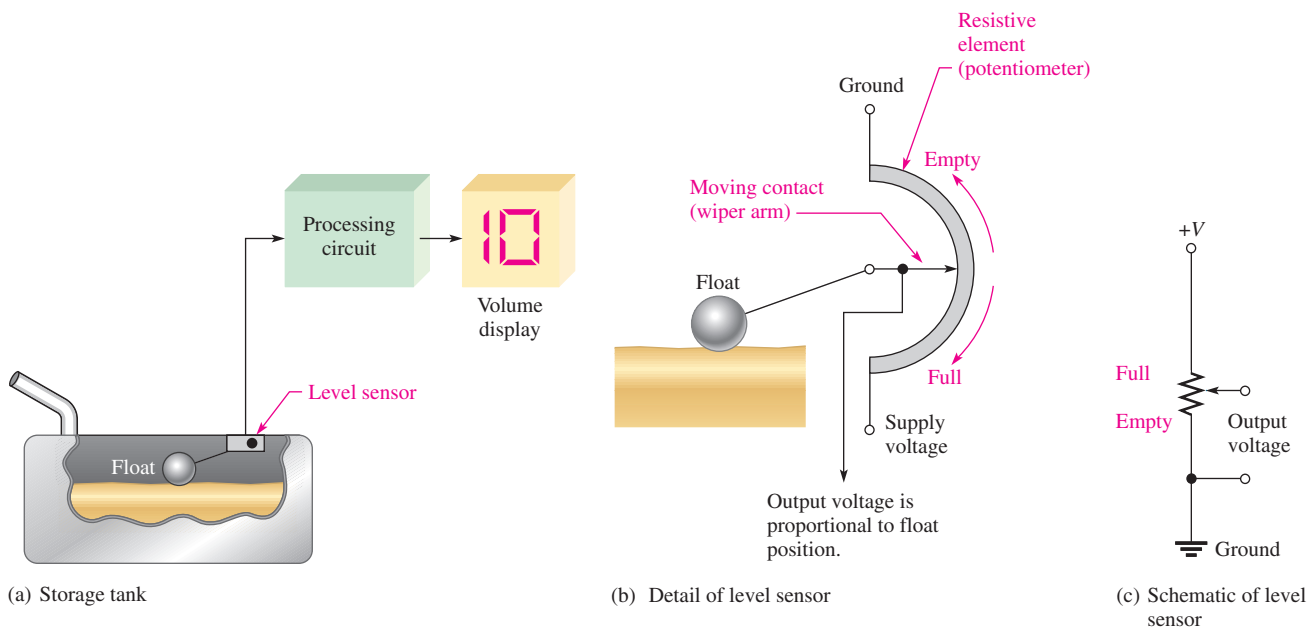 Processing
circuit
10
Volume
display
Level sensor
Float
(a) Storage tank
Resistive
element
(potentiometer)
Ground
Empty
Moving contact
(wiper arm)
Float
Full
Supply
voltage
Output voltage is
proportional to float
position.
(b) Detail of level sensor
+V
Full
Empty
Output
voltage
Ground
(c) Schematic of level
sensor